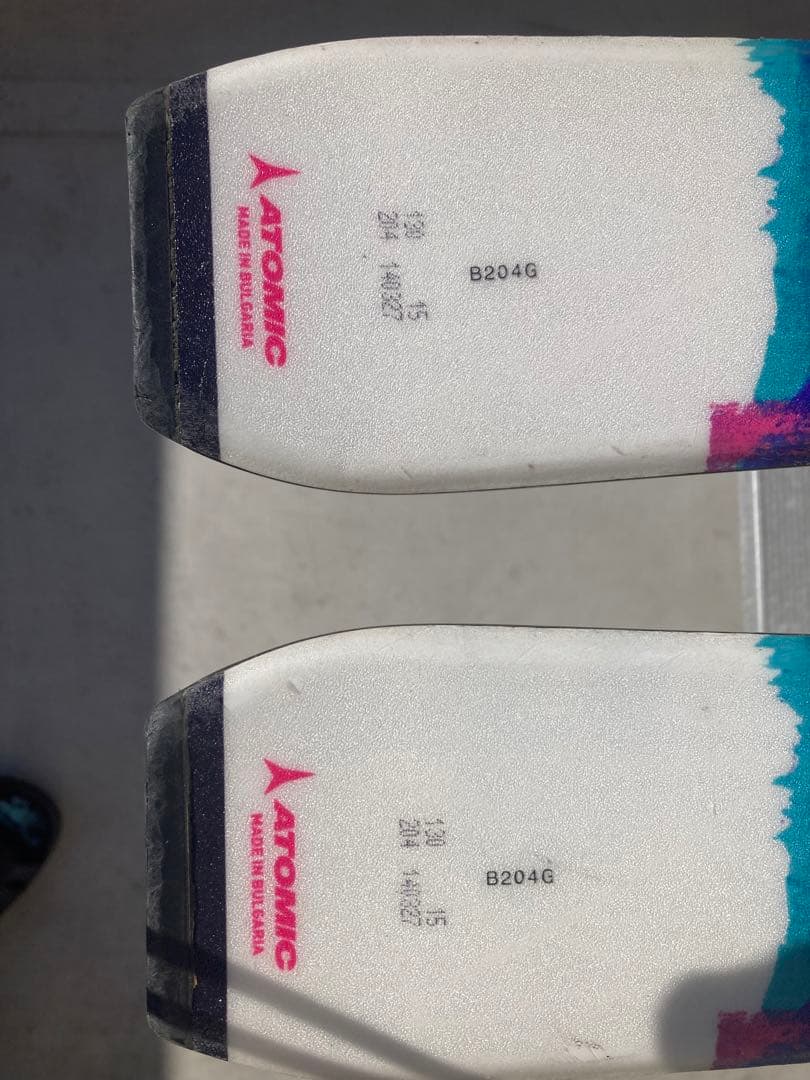 ATOMIC
MADE IN BULGARIA
130 15
204 140327
B204G
ATOMIC
MADE IN BULGARIA
130 15
204 140327
B204G